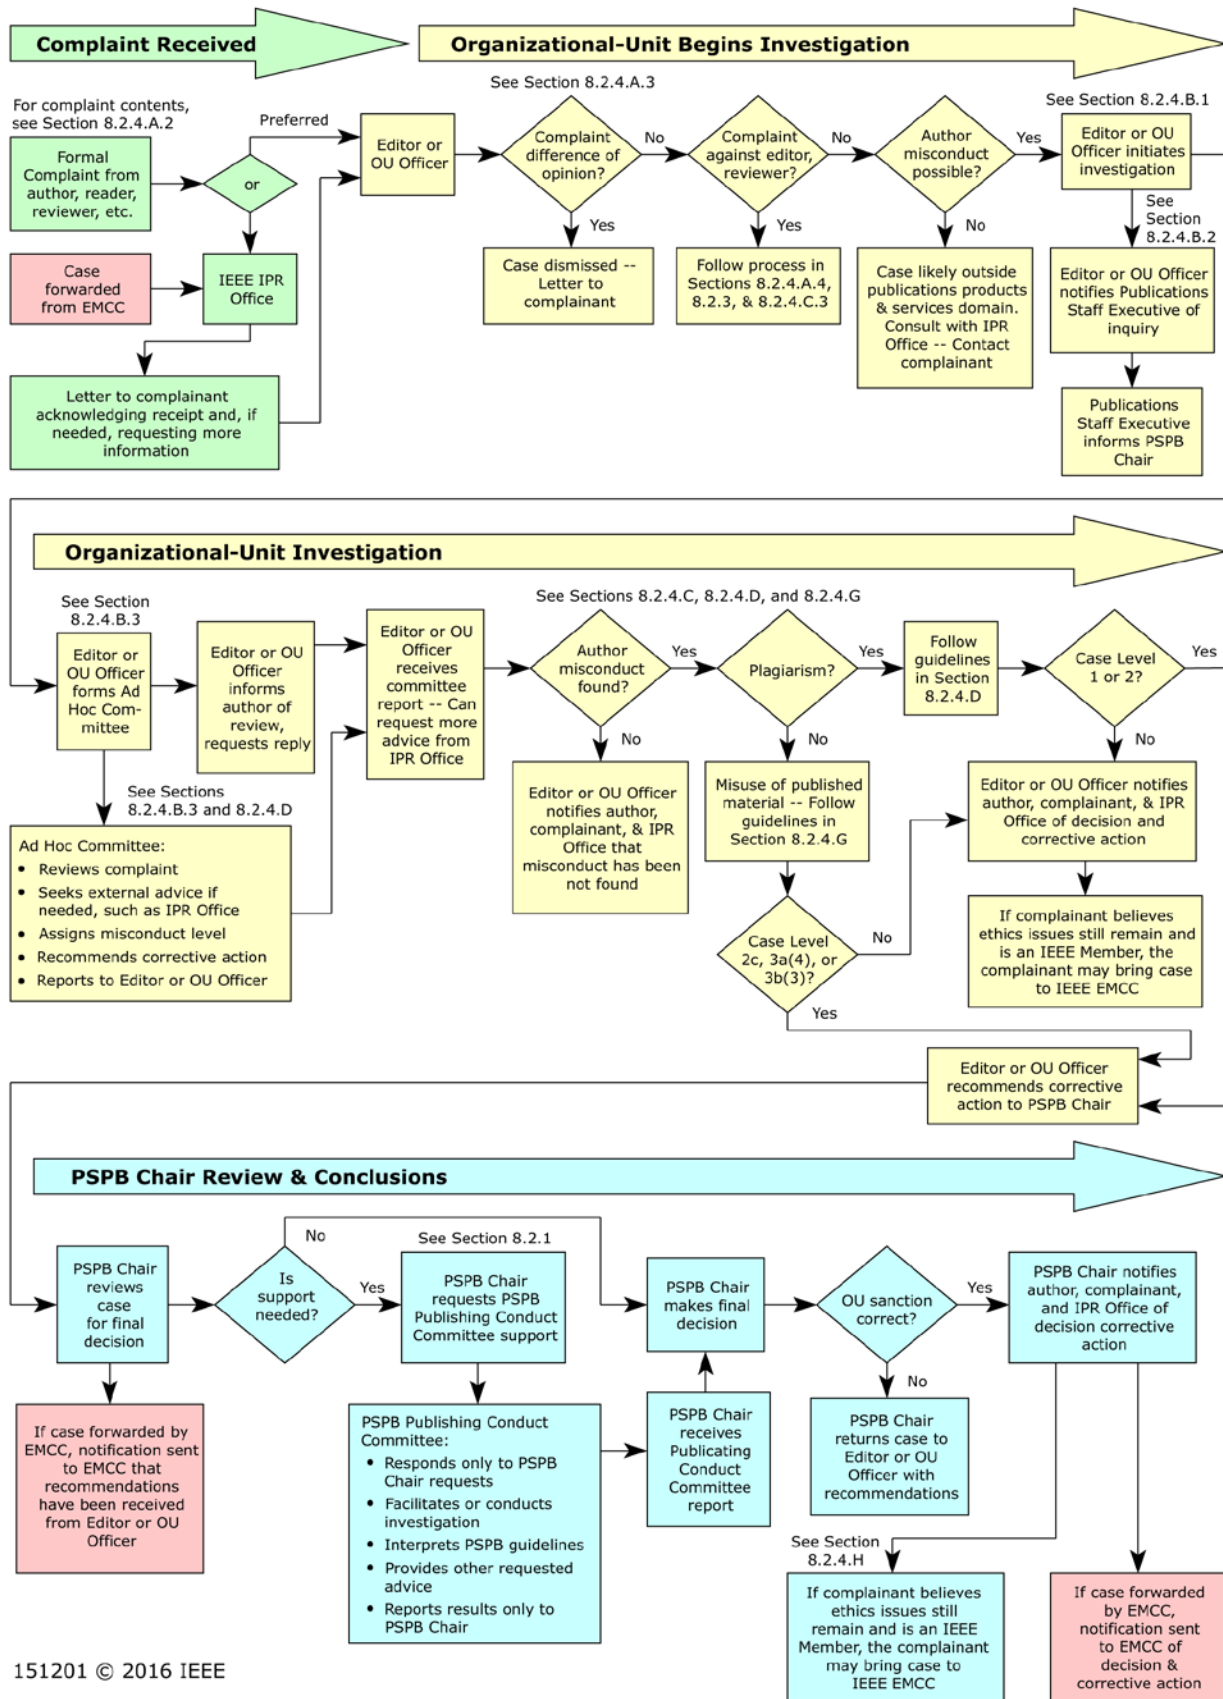 Complaint Received
Organizational-Unit Begins Investigation
For complaint contents,
see Section 8.2.4.A.2
Formal
Complaint from
author, reader,
reviewer, etc.
Preferred
or
Case
forwarded
from EMCC
IEEE IPR
Office
Letter to complainant
acknowledging receipt and, if
needed, requesting more
information
Editor or
OU Officer
See Section 8.2.4.A.3
Complaint
difference of
opinion?
No
Yes
Case dismissed --
Letter to
complainant
Complaint
against editor,
reviewer?
No
Yes
Follow process in
Sections 8.2.4.A.4,
8.2.3, & 8.2.4.C.3
Author
misconduct
possible?
Yes
No
Case likely outside
publications products
& services domain.
Consult with IPR
Office -- Contact
complainant
See Section 8.2.4.B.1
Editor or OU
Officer initiates
investigation
See
Section
8.2.4.B.2
Editor or OU Officer
notifies Publications
Staff Executive of
inquiry
Publications
Staff Executive
informs PSPB
Chair
Organizational-Unit Investigation
See Section
8.2.4.B.3
Editor or
OU Officer
forms Ad
Hoc Com-
mittee
Editor or OU
Officer
informs
author of
review,
requests reply
See Sections
8.2.4.B.3 and 8.2.4.D
Ad Hoc Committee:
• Reviews complaint
• Seeks external advice if
needed, such as IPR Office
• Assigns misconduct level
• Recommends corrective action
• Reports to Editor or OU Officer
Editor or OU
Officer
receives
committee
report -- Can
request more
advice from
IPR Office
See Sections 8.2.4.C, 8.2.4.D, and 8.2.4.G
Author
misconduct
found?
Yes
No
Editor or OU Officer
notifies author,
complainant, & IPR
Office that
misconduct has been
not found
Plagiarism?
Yes
No
Misuse of published
material -- Follow
guidelines in
Section 8.2.4.G
Case Level
2c, 3a(4), or
3b(3)?
No
Yes
Follow
guidelines
in Section
8.2.4.D
Case Level
1 or 2?
Yes
No
Editor or OU Officer notifies
author, complainant, & IPR
Office of decision and
corrective action
If complainant believes
ethics issues still remain and
is an IEEE Member, the
complainant may bring case
to IEEE EMCC
Editor or OU Officer
recommends corrective
action to PSPB Chair
PSPB Chair Review & Conclusions
PSPB Chair
reviews
case
for final
decision
If case forwarded by
EMCC, notification sent
to EMCC that
recommendations
have been received
from Editor or OU
Officer
Is
support
needed?
No
Yes
See Section 8.2.1
PSPB Chair
requests PSPB
Publishing Conduct
Committee support
PSPB Publishing Conduct
Committee:
• Responds only to PSPB
Chair requests
• Facilitates or conducts
investigation
• Interprets PSPB guidelines
• Provides other requested
advice
• Reports results only to
PSPB Chair
PSPB Chair
makes final
decision
PSPB Chair
receives
Publicating
Conduct
Committee
report
OU sanction
correct?
Yes
No
PSPB Chair
returns case to
Editor or OU
Officer with
recommendations
PSPB Chair notifies
author, complainant,
and IPR Office of
decision corrective
action
See Section
8.2.4.H
If complainant believes
ethics issues still
remain and is an IEEE
Member, the complainant
may bring case to
IEEE EMCC
If case forwarded
by EMCC,
notification sent
to EMCC of
decision &
corrective action
151201 © 2016 IEEE